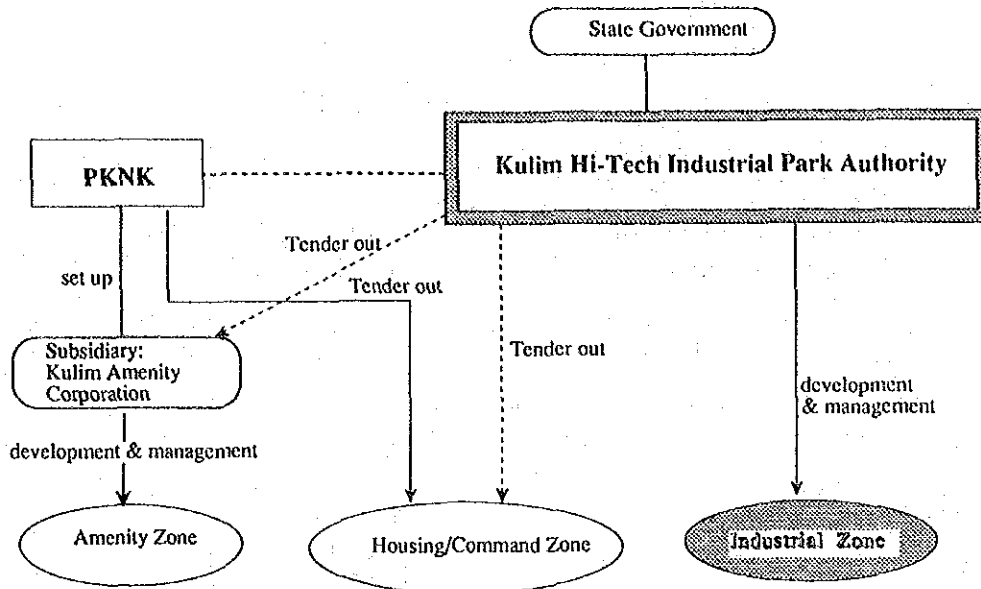 State Government
PKNK
Kulim Hi-Tech Industrial Park Authority
Tender out
set up
Tender out
Subsidiary:
Kulim Amenity
Corporation
Tender out
development
& management
development & management
Amenity Zone
Housing/Command Zone
Industrial Zone